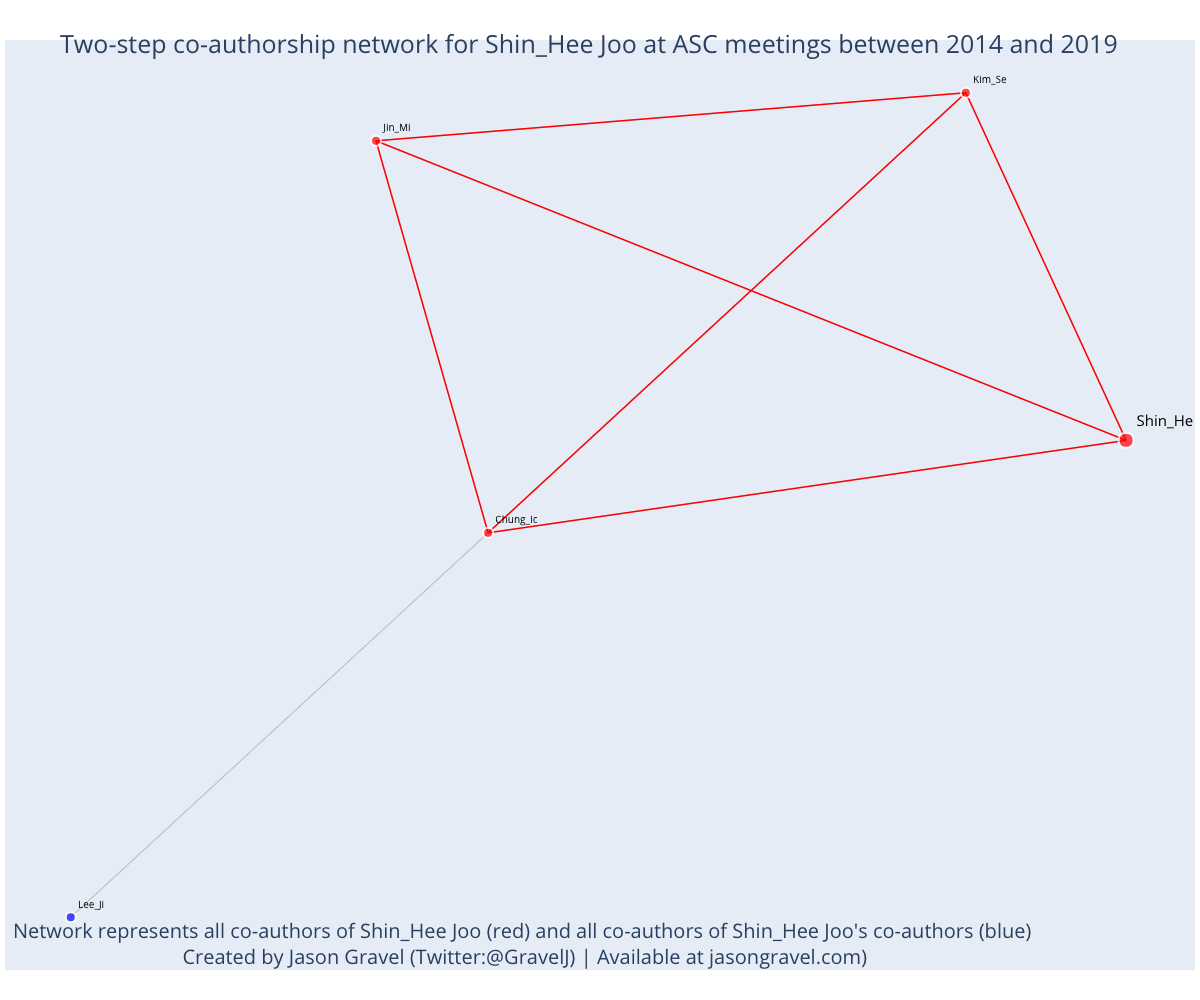 Two-step co-authorship network for Shin_Hee Joo at ASC meetings between 2014 and 2019
Kim_Se
Jin_Mi
Shin_He
Chung_Ic
Lee_Ji
Network represents all co-authors of Shin_Hee Joo (red) and all co-authors of Shin_Hee Joo's co-authors (blue)
Created by Jason Gravel (Twitter:@GravelJ) | Available at jasongravel.com)